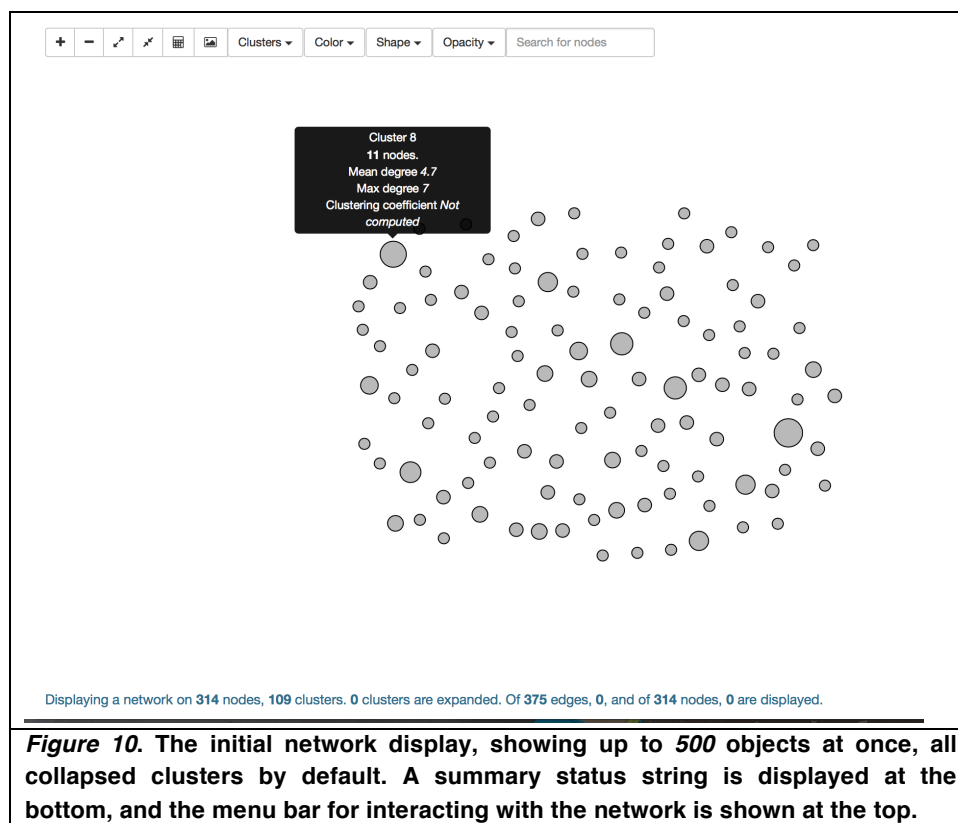 Clusters Color Shape Opacity Search for nodes
Cluster 8
11 nodes.
Mean degree 4.7
Max degree 7
Clustering coefficient Not
computed
Displaying a network on 314 nodes, 109 clusters. 0 clusters are expanded. Of 375 edges, 0, and of 314 nodes, 0 are displayed.
Figure 10. The initial network display, showing up to 500 objects at once, all
collapsed clusters by default. A summary status string is displayed at the
bottom, and the menu bar for interacting with the network is shown at the top.